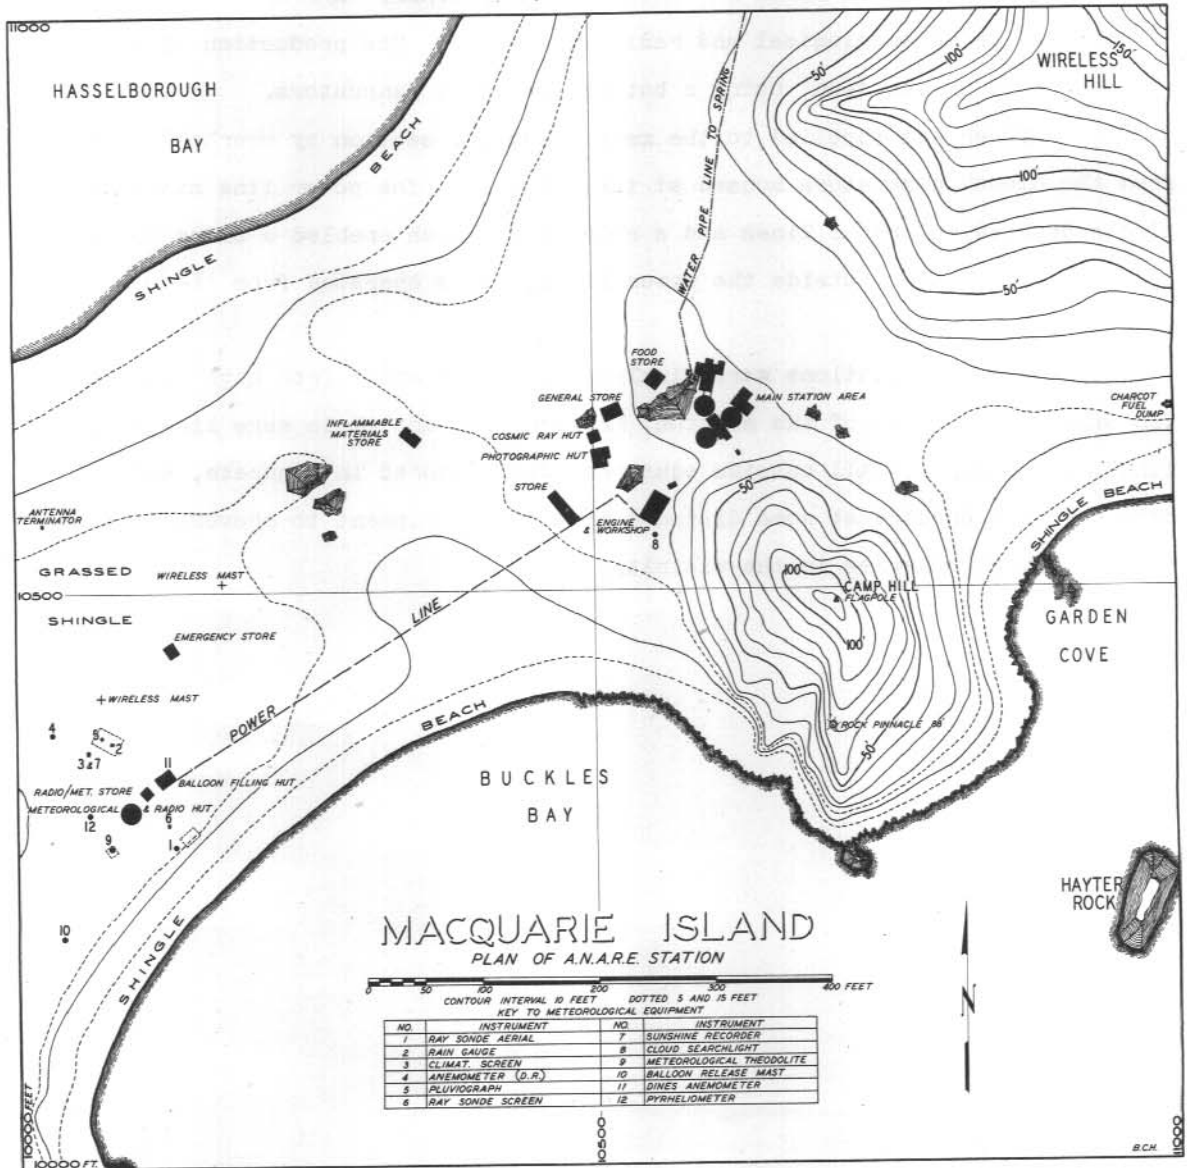 11000
HASSELBOROUGH
BAY
SHINGLE BEACH
WATER PIPE LINE TO SPRING
50'
100'
150'
WIRELESS
HILL
100'
50'
FOOD
STORE
GENERAL STORE
MAIN STATION AREA
CHARCOT
FUEL
DUMP
INFLAMMABLE
MATERIALS
STORE
COSMIC RAY HUT
PHOTOGRAPHIC HUT
STORE
ENGINE
& WORKSHOP
8
50'
SHINGLE BEACH
ANTENNA
TERMINATOR
GRASSED
WIRELESS MAST
10500
SHINGLE
100'
CAMP HILL
FLAGPOLE
100'
GARDEN
COVE
EMERGENCY STORE
WIRELESS MAST
POWER LINE
ROCK PINNACLE 88'
50'
4
5
2
3
7
11
BALLOON FILLING HUT
RADIO/MET. STORE
METEOROLOGICAL & RADIO HUT
12
6
9
1
10
SHINGLE BEACH
BUCKLES
BAY
HAYTER
ROCK
MACQUARIE ISLAND
PLAN OF A.N.A.R.E. STATION
0 50 100 200 300 400 FEET
CONTOUR INTERVAL 10 FEET DOTTED 5 AND 15 FEET
KEY TO METEOROLOGICAL EQUIPMENT
NO. INSTRUMENT NO. INSTRUMENT
1 RAY SONDE AERIAL 7 SUNSHINE RECORDER
2 RAIN GAUGE 8 CLOUD SEARCHLIGHT
3 CLIMAT. SCREEN 9 METEOROLOGICAL THEODOLITE
4 ANEMOMETER (D.R.) 10 BALLOON RELEASE MAST
5 PLUVIOGRAPH 11 DINES ANEMOMETER
6 RAY SONDE SCREEN 12 PYRHELIOMETER
N
10000 FEET
10000 FT.
10500
11000
B.C.H.